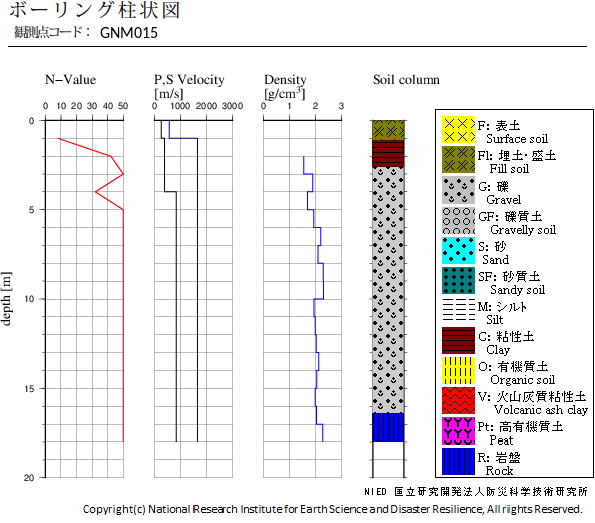 ボーリング柱状図
観測点コード： GNM015
N-Value P,S Velocity Density Soil column
[m/s] [g/cm3]
0 10 20 30 40 50 0 1000 2000 3000 0 1 2 3
0
5
10
15
20
depth [m]
F: 表土
Surface soil
Fl: 埋土・盛土
Fill soil
G: 礫
Gravel
GF: 礫質土
Gravelly soil
S: 砂
Sand
SF: 砂質土
Sandy soil
M: シルト
Silt
C: 粘性土
Clay
O: 有機質土
Organic soil
V: 火山灰質粘性土
Volcanic ash clay
Pt: 高有機質土
Peat
R: 岩盤
Rock
NIED 国立研究開発法人防災科学技術研究所
Copyright(c) National Research Institute for Earth Science and Disaster Resilience, All rights Reserved.